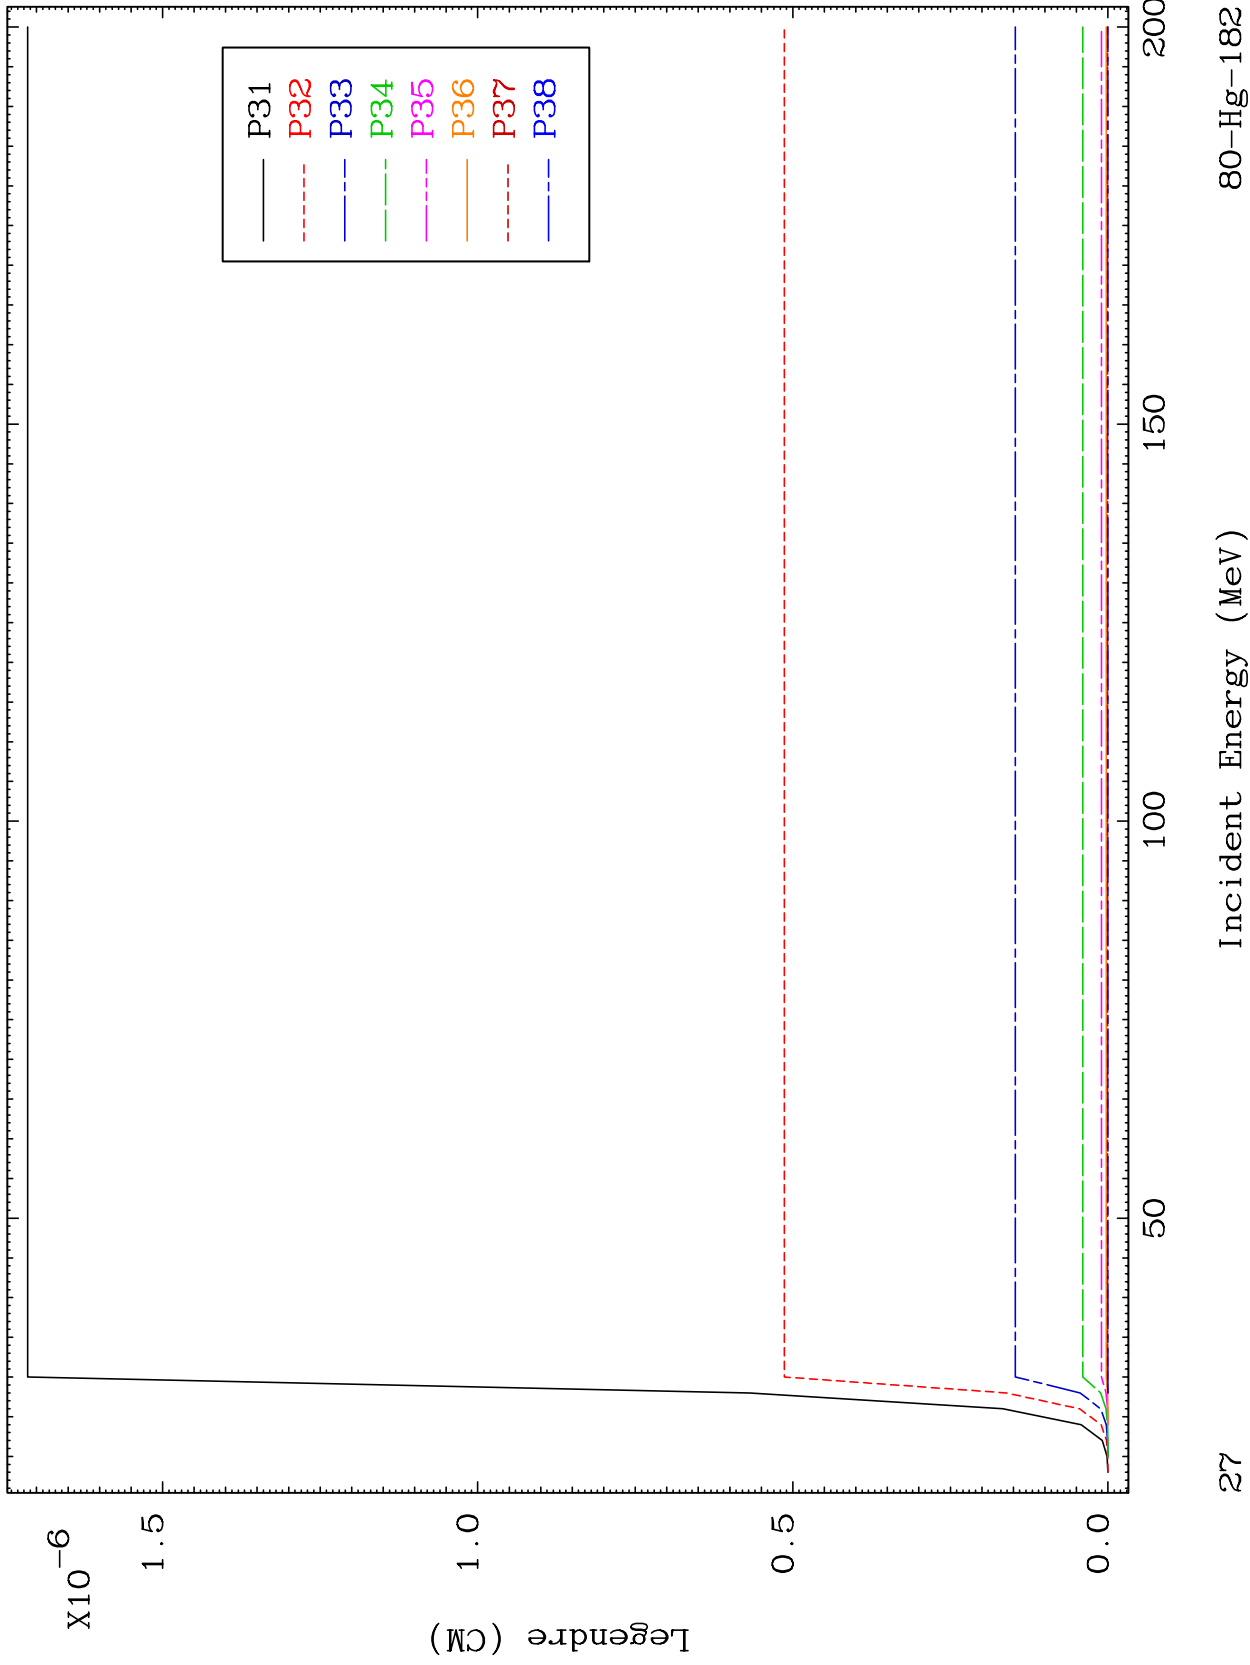 X10-6
1.5
1.0
0.5
0.0
Legendre (CM)
P31
P32
P33
P34
P35
P36
P37
P38
50
100
150
200
27
Incident Energy (MeV)
80-Hg-182